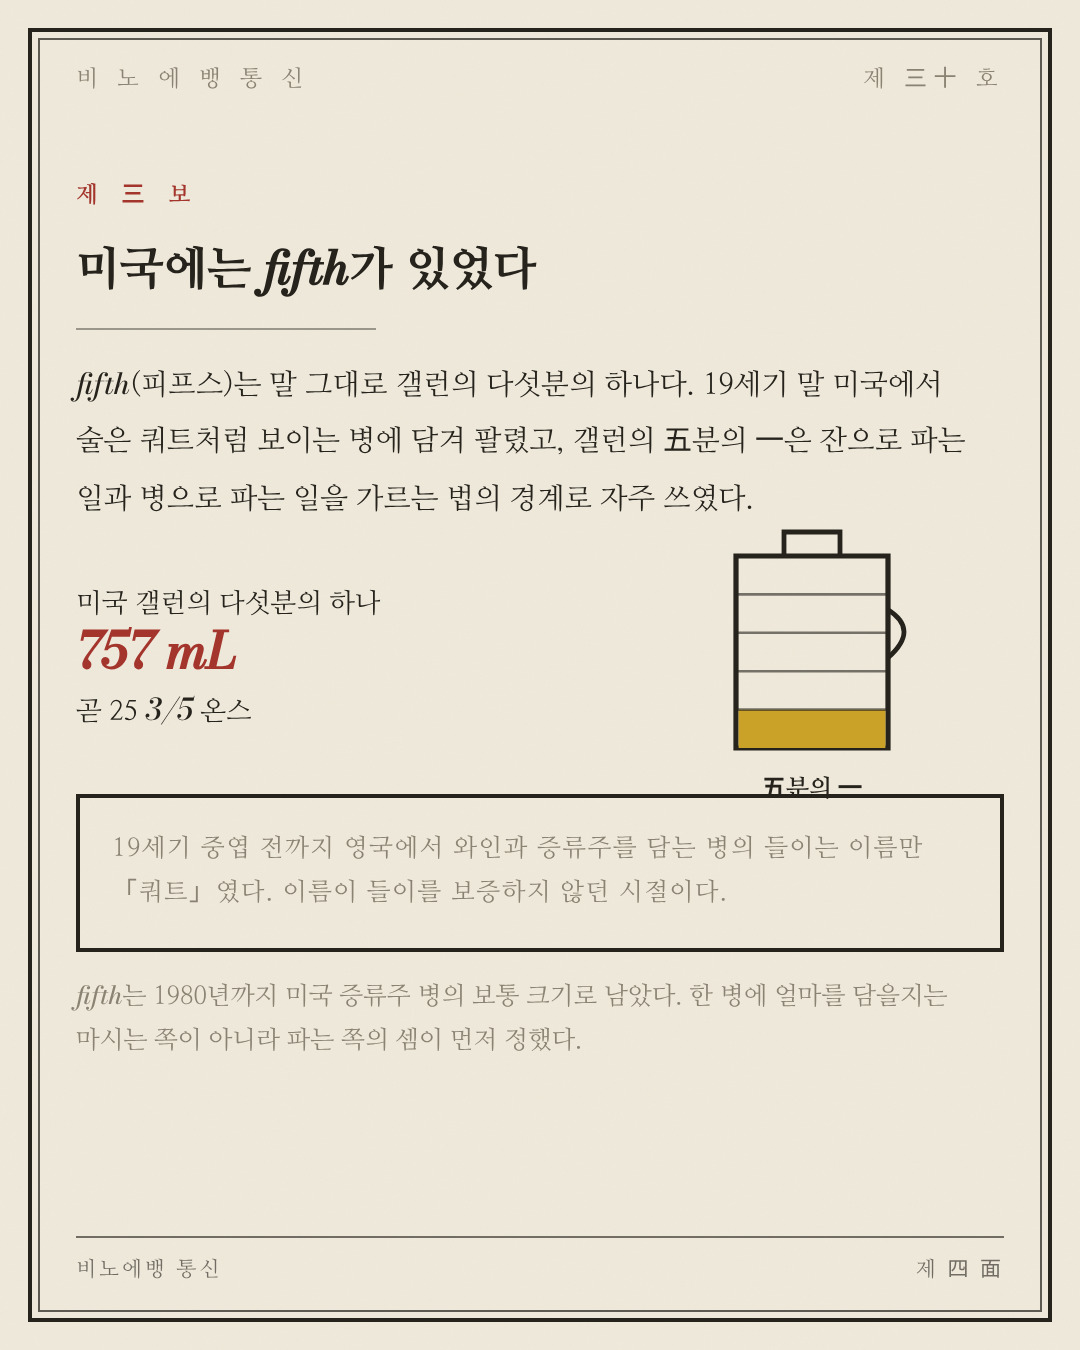 비노에뱅통신
제 三十 호
제 三 보
미국에는 fifth가 있었다
fifth(피프스)는 말 그대로 갤런의 다섯분의 하나다. 19세기 말 미국에서
술은 쿼트처럼 보이는 병에 담겨 팔렸고, 갤런의 五분의 一은 잔으로 파는
일과 병으로 파는 일을 가르는 법의 경계로 자주 쓰였다.
미국 갤런의 다섯분의 하나
757 mL
곧 25 3/5 온스
五분의 一
19세기 중엽 전까지 영국에서 와인과 증류주를 담는 병의 들이는 이름만
「쿼트」였다. 이름이 들이를 보증하지 않던 시절이다.
fifth는 1980년까지 미국 증류주 병의 보통 크기로 남았다. 한 병에 얼마를 담을지는
마시는 쪽이 아니라 파는 쪽의 셈이 먼저 정했다.
비노에뱅 통신
제 四 面